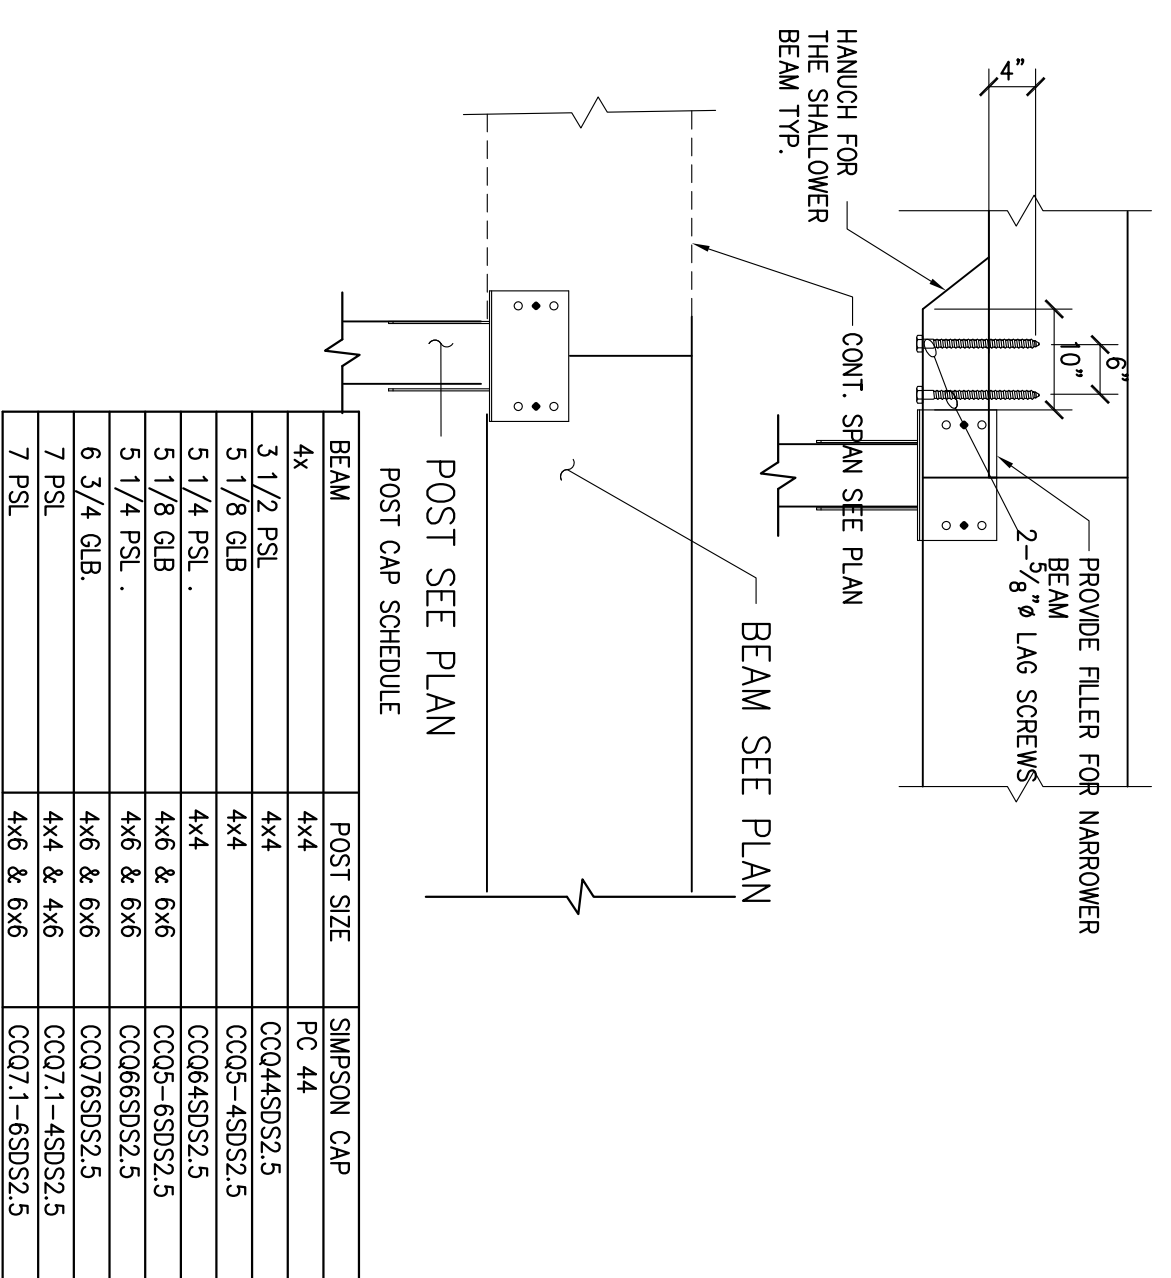 4"
6"
10"
PROVIDE FILLER FOR NARROWER
BEAM
2-5/8"ø LAG SCREWS
HANUCH FOR
THE SHALLOWER
BEAM TYP.
CONT. SPAN SEE PLAN
BEAM SEE PLAN
POST SEE PLAN
POST CAP SCHEDULE
BEAM POST SIZE SIMPSON CAP
4x 4x4 PC 44
3 1/2 PSL 4x4 CCQ44SDS2.5
5 1/8 GLB 4x4 CCQ5-4SDS2.5
5 1/4 PSL . 4x4 CCQ64SDS2.5
5 1/8 GLB 4x6 & 6x6 CCQ5-6SDS2.5
5 1/4 PSL . 4x6 & 6x6 CCQ66SDS2.5
6 3/4 GLB. 4x6 & 6x6 CCQ76SDS2.5
7 PSL 4x4 & 4x6 CCQ7.1-4SDS2.5
7 PSL 4x6 & 6x6 CCQ7.1-6SDS2.5